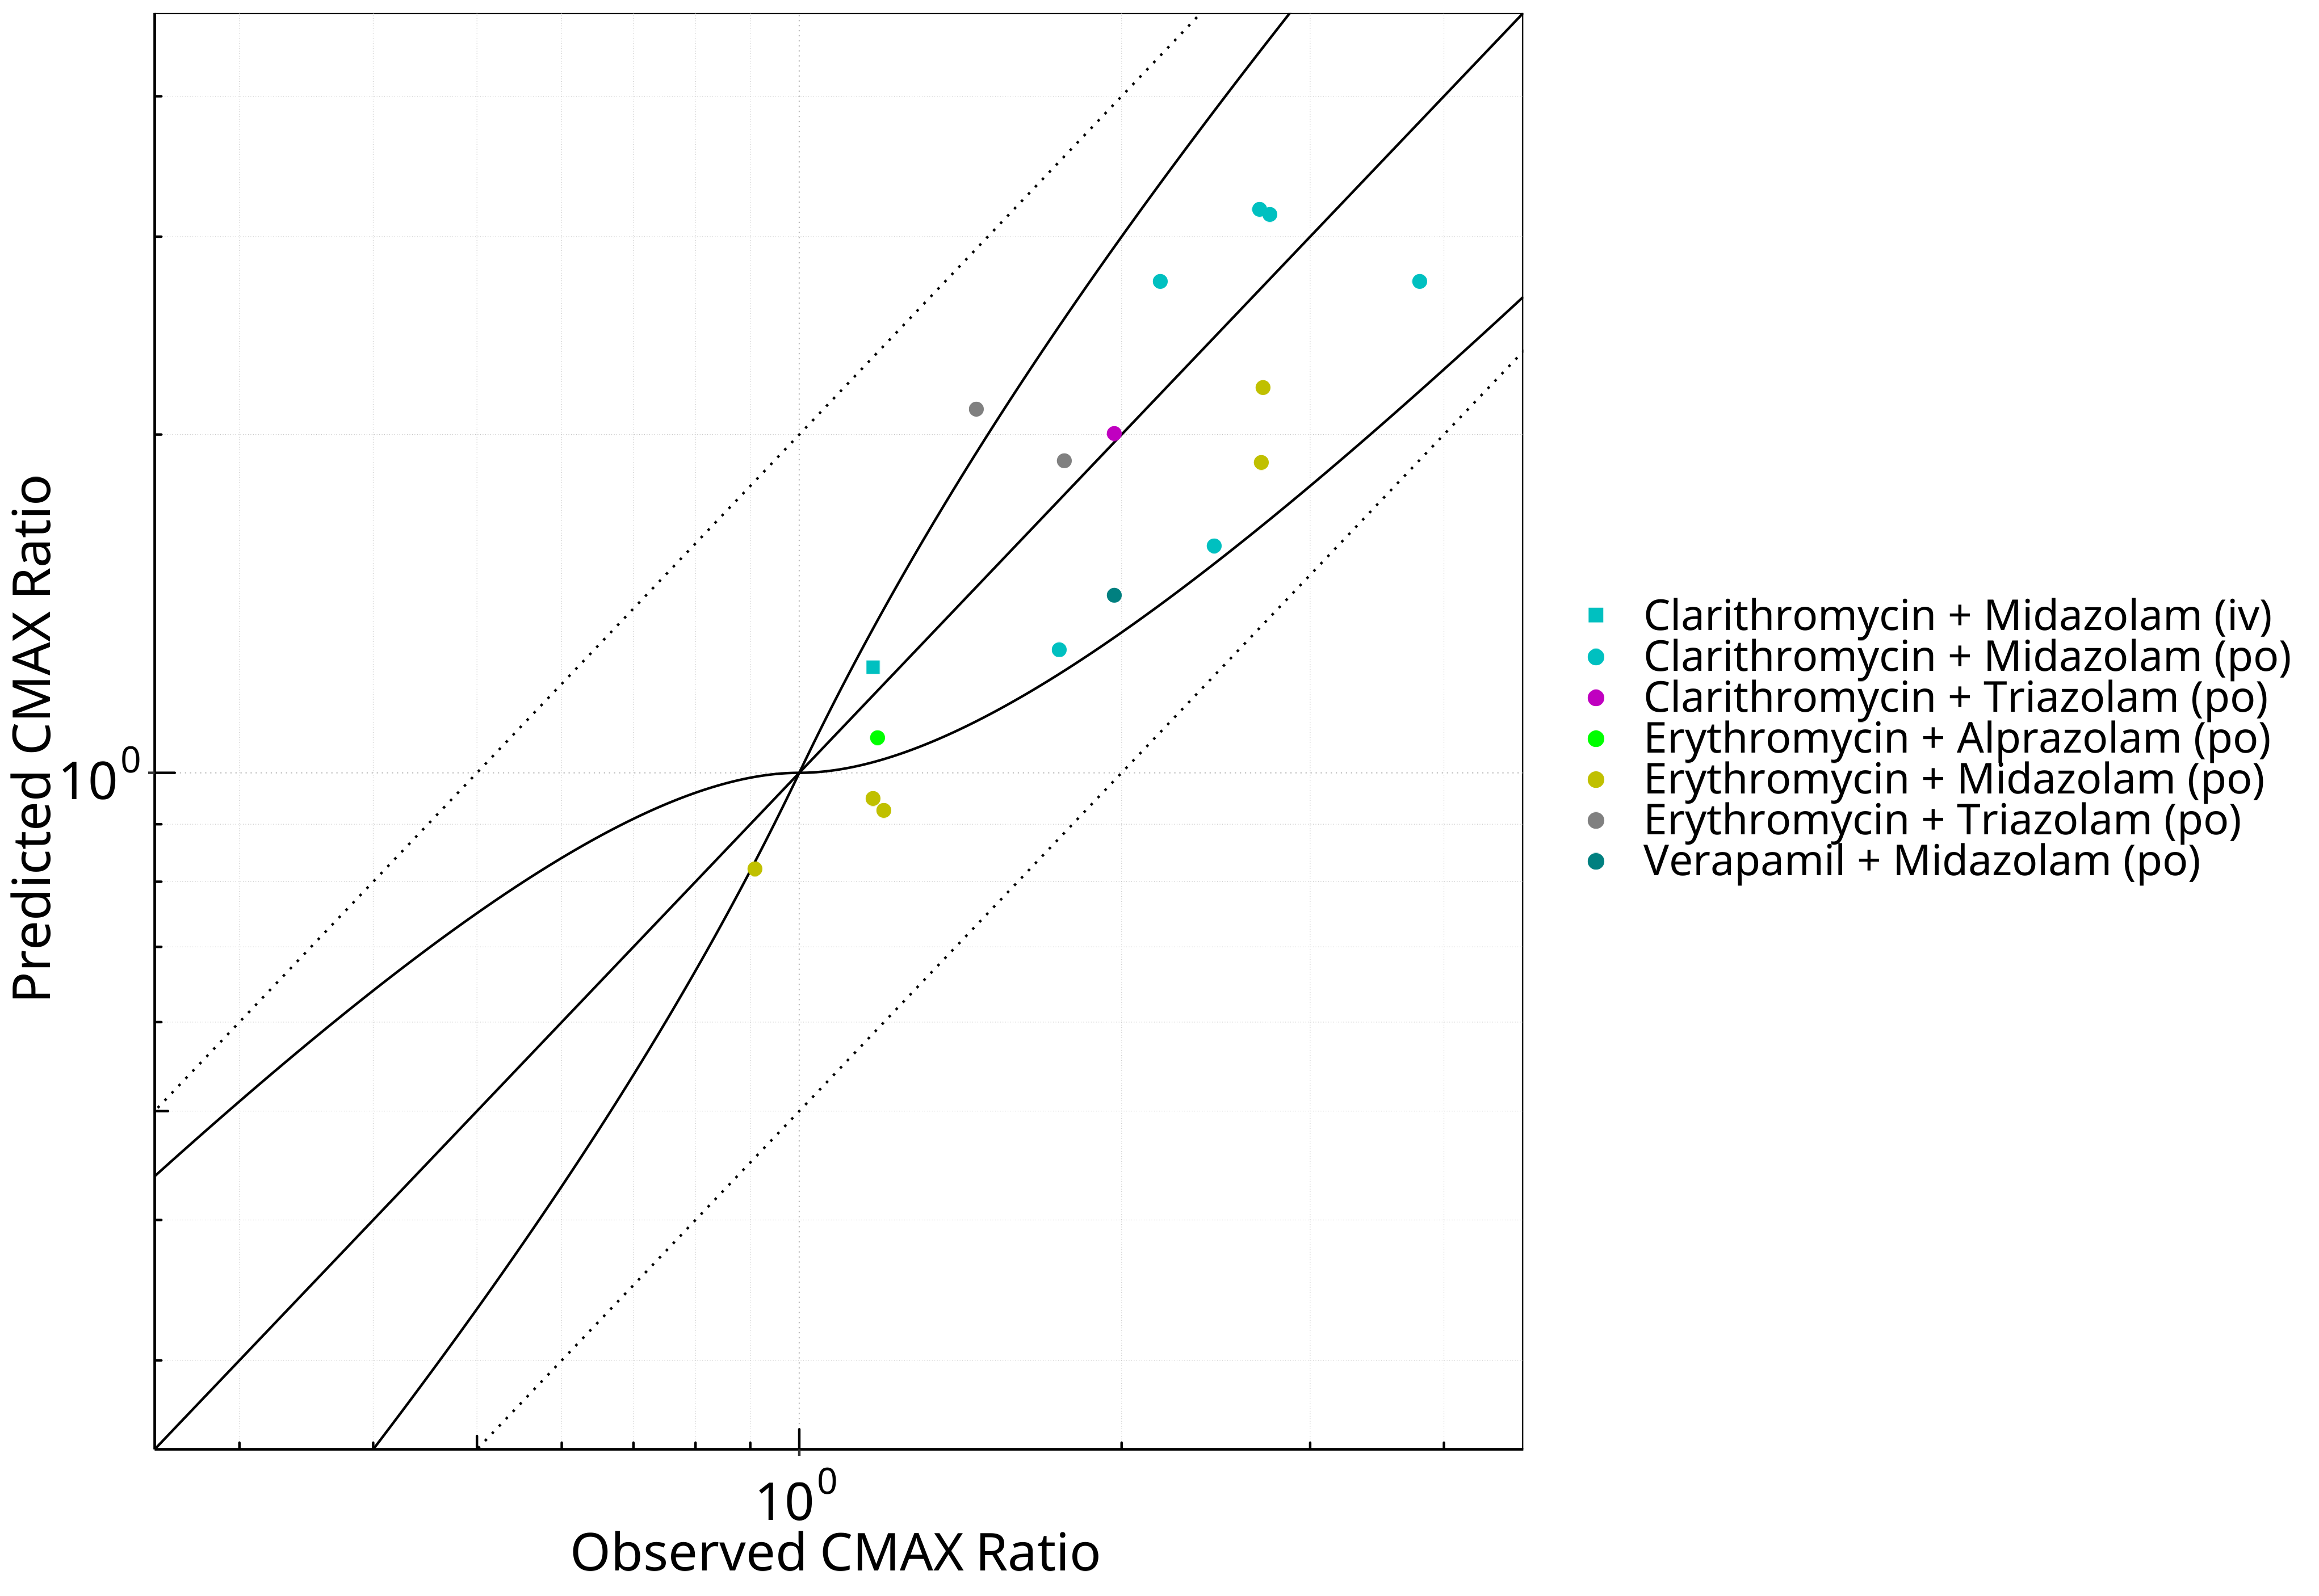 Predicted CMAX Ratio
10^0
10^0
Observed CMAX Ratio
Clarithromycin + Midazolam (iv)
Clarithromycin + Midazolam (po)
Clarithromycin + Triazolam (po)
Erythromycin + Alprazolam (po)
Erythromycin + Midazolam (po)
Erythromycin + Triazolam (po)
Verapamil + Midazolam (po)